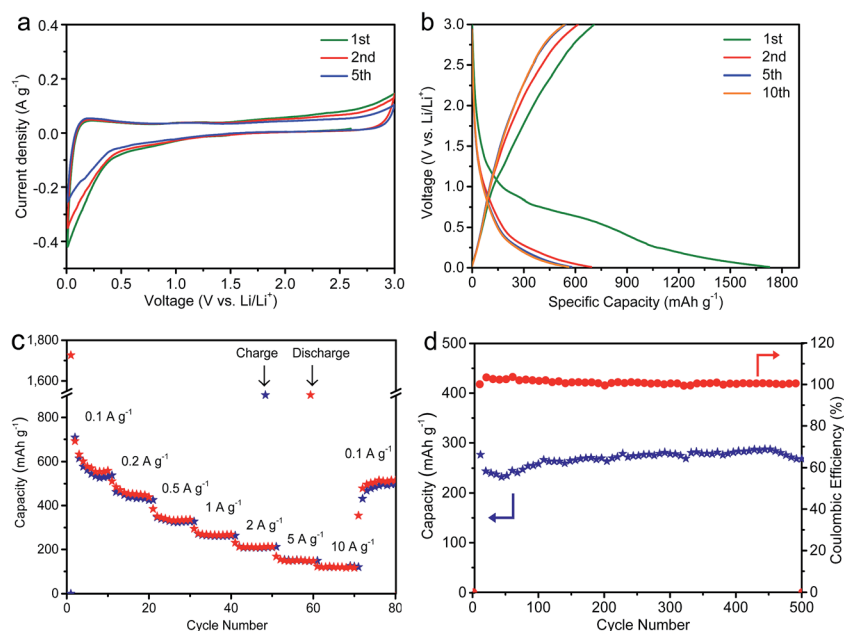 a
1st
2nd
5th
0.4
0.2
0.0
-0.2
-0.4
0.0 0.5 1.0 1.5 2.0 2.5 3.0
Current density (A g⁻¹)
Voltage (V vs. Li/Li⁺)
b
1st
2nd
5th
10th
3.0
2.5
2.0
1.5
1.0
0.5
0.0
0 300 600 900 1200 1500 1800
Voltage (V vs. Li/Li⁺)
Specific Capacity (mAh g⁻¹)
c
Charge Discharge
1,800
1,600
800
600
400
200
0
0 20 40 60 80
0.1 A g⁻¹
0.2 A g⁻¹
0.5 A g⁻¹
1 A g⁻¹
2 A g⁻¹
5 A g⁻¹
10 A g⁻¹
0.1 A g⁻¹
Capacity (mAh g⁻¹)
Cycle Number
d
500
450
400
350
300
250
200
150
100
50
0
0 100 200 300 400 500
120
100
80
60
40
20
0
Capacity (mAh g⁻¹)
Coulombic Efficiency (%)
Cycle Number